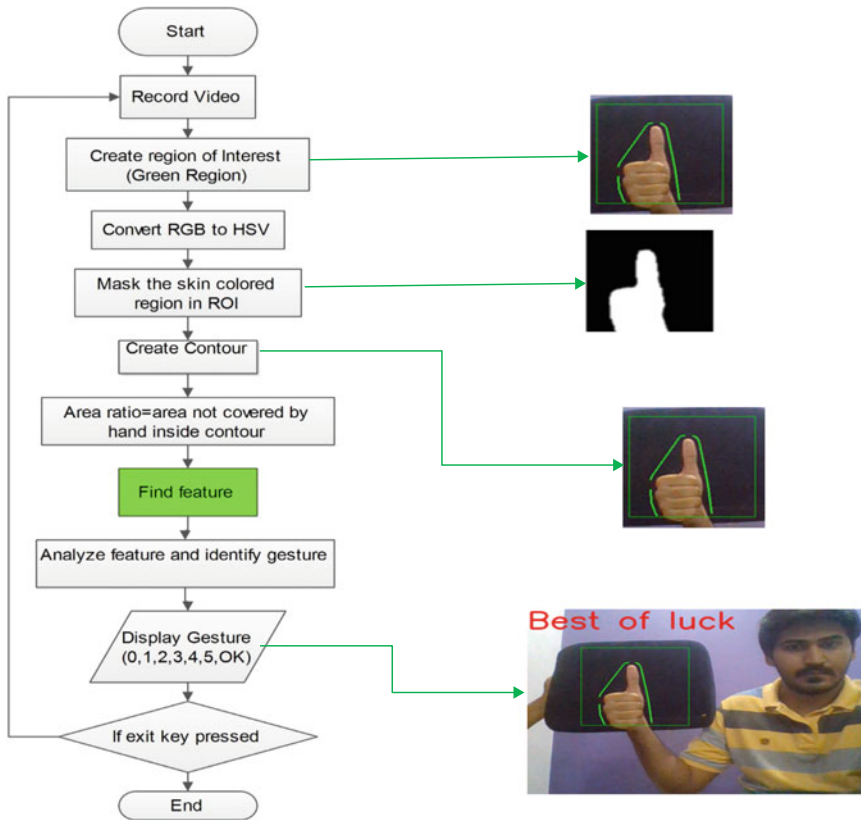 Start
Record Video
Create region of Interest
(Green Region)
Convert RGB to HSV
Mask the skin colored
region in ROI
Create Contour
Area ratio=area not covered by
hand inside contour
Find feature
Analyze feature and identify gesture
Display Gesture
(0,1,2,3,4,5,OK)
If exit key pressed
End
Best of luck